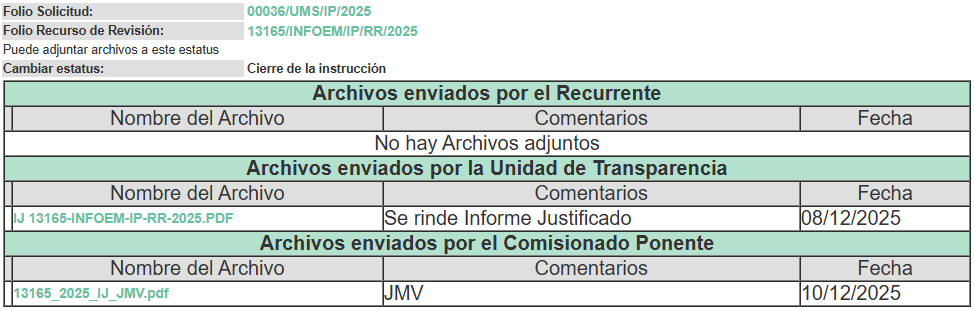 Folio Solicitud: 00036/UMS/IP/2025
Folio Recurso de Revisión: 13165/INFOEM/IP/RR/2025
Puede adjuntar archivos a este estatus
Cambiar estatus: Cierre de la instrucción
Archivos enviados por el Recurrente
Nombre del Archivo Comentarios Fecha
No hay Archivos adjuntos
Archivos enviados por la Unidad de Transparencia
Nombre del Archivo Comentarios Fecha
IJ 13165-INFOEM-IP-RR-2025.PDF Se rinde Informe Justificado 08/12/2025
Archivos enviados por el Comisionado Ponente
Nombre del Archivo Comentarios Fecha
13165_2025_IJ_JMV.pdf JMV 10/12/2025